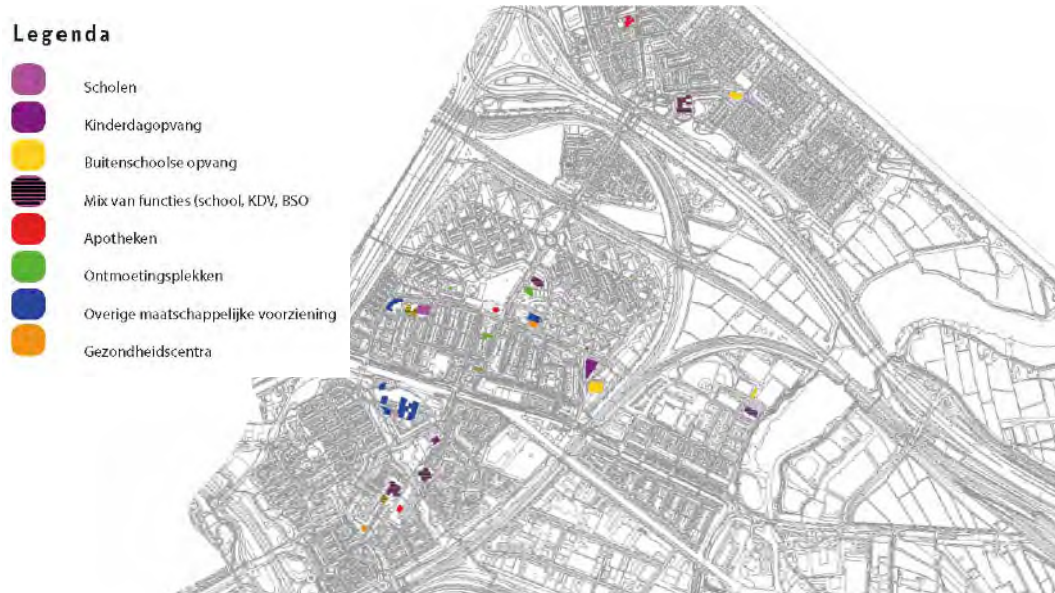 Legenda
Scholen
Kinderdagopvang
Buitenschoolse opvang
Mix van functies (school, KDV, BSO
Apotheken
Ontmoetingsplekken
Overige maatschappelijke voorziening
Gezondheidscentra